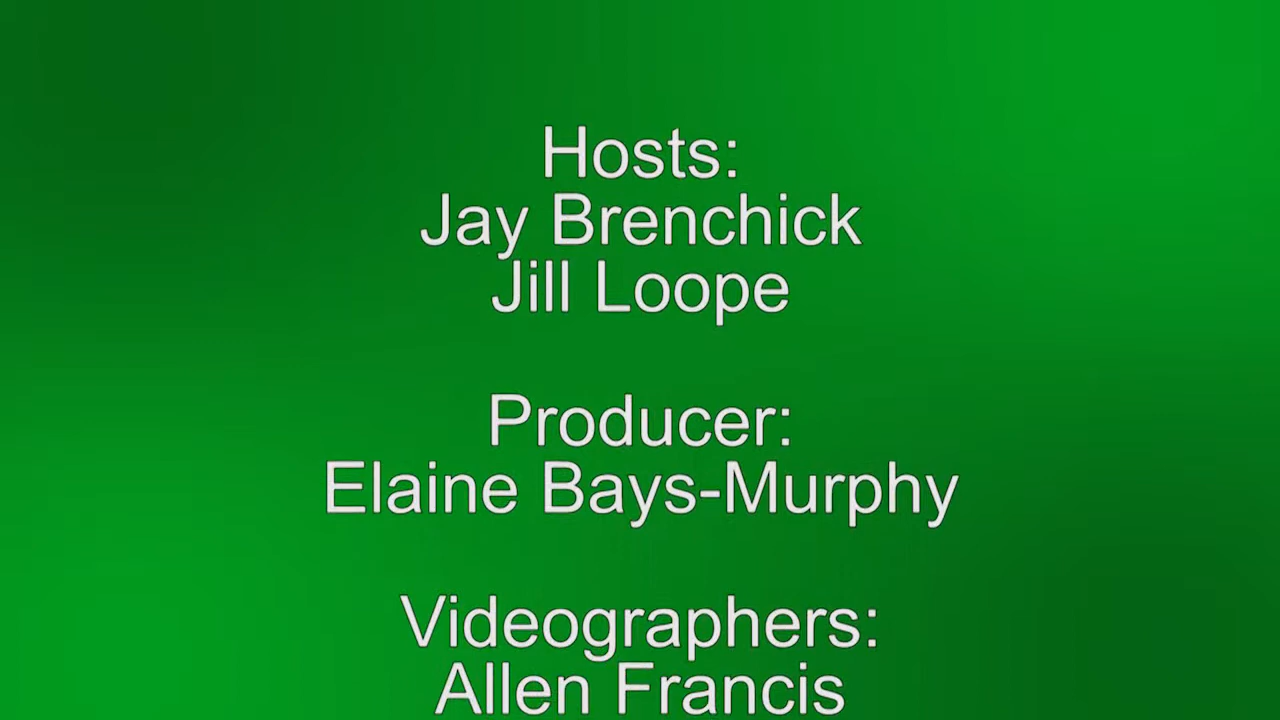 Hosts:
Jay Brenchick
Jill Loope
Producer:
Elaine Bays-Murphy
Videographers:
Allen Francis